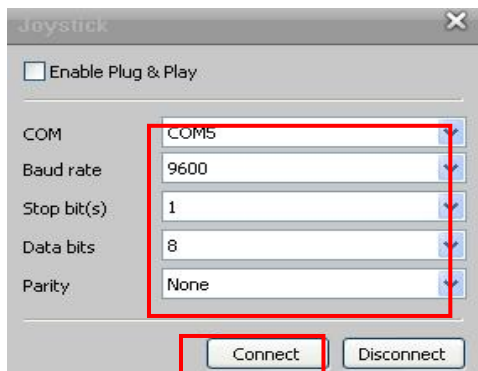 Joystick
Enable Plug & Play
COM COM5
Baud rate 9600
Stop bit(s) 1
Data bits 8
Parity None
Connect Disconnect